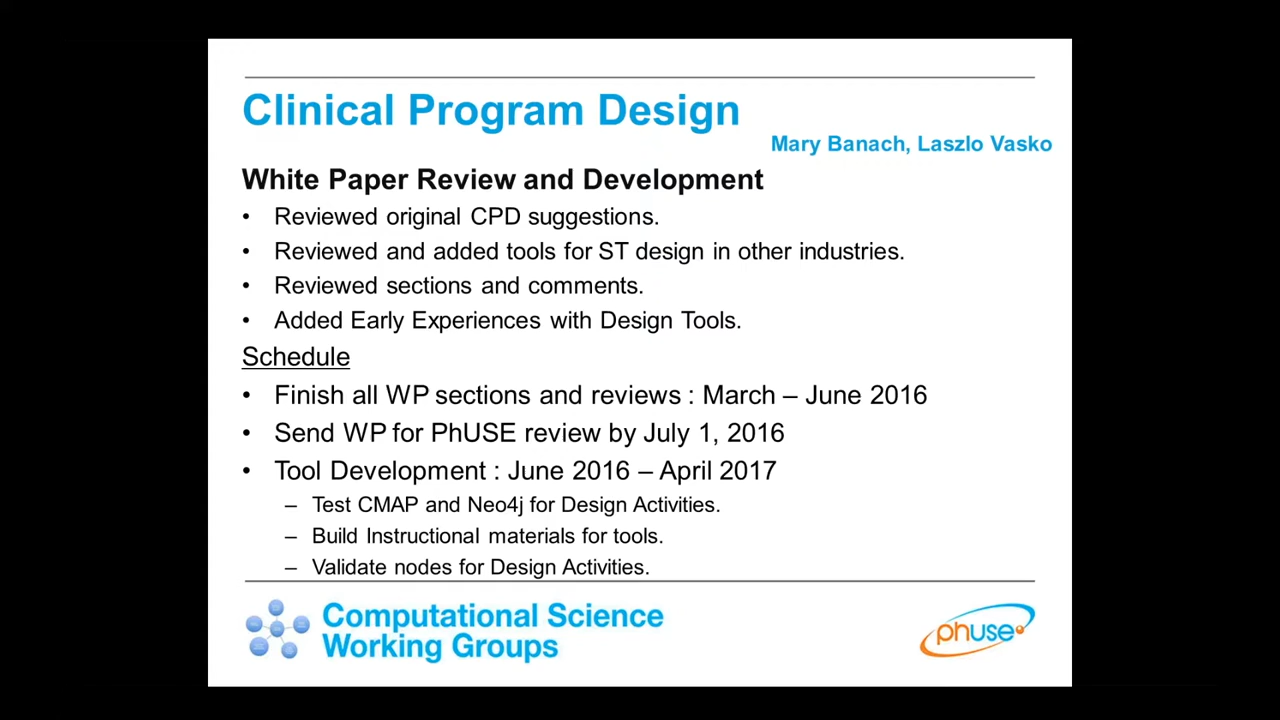 Clinical Program Design
Mary Banach, Laszlo Vasko
White Paper Review and Development
• Reviewed original CPD suggestions.
• Reviewed and added tools for ST design in other industries.
• Reviewed sections and comments.
• Added Early Experiences with Design Tools.
Schedule
• Finish all WP sections and reviews : March – June 2016
• Send WP for PhUSE review by July 1, 2016
• Tool Development : June 2016 – April 2017
– Test CMAP and Neo4j for Design Activities.
– Build Instructional materials for tools.
– Validate nodes for Design Activities.
Computational Science
Working Groups
phuse